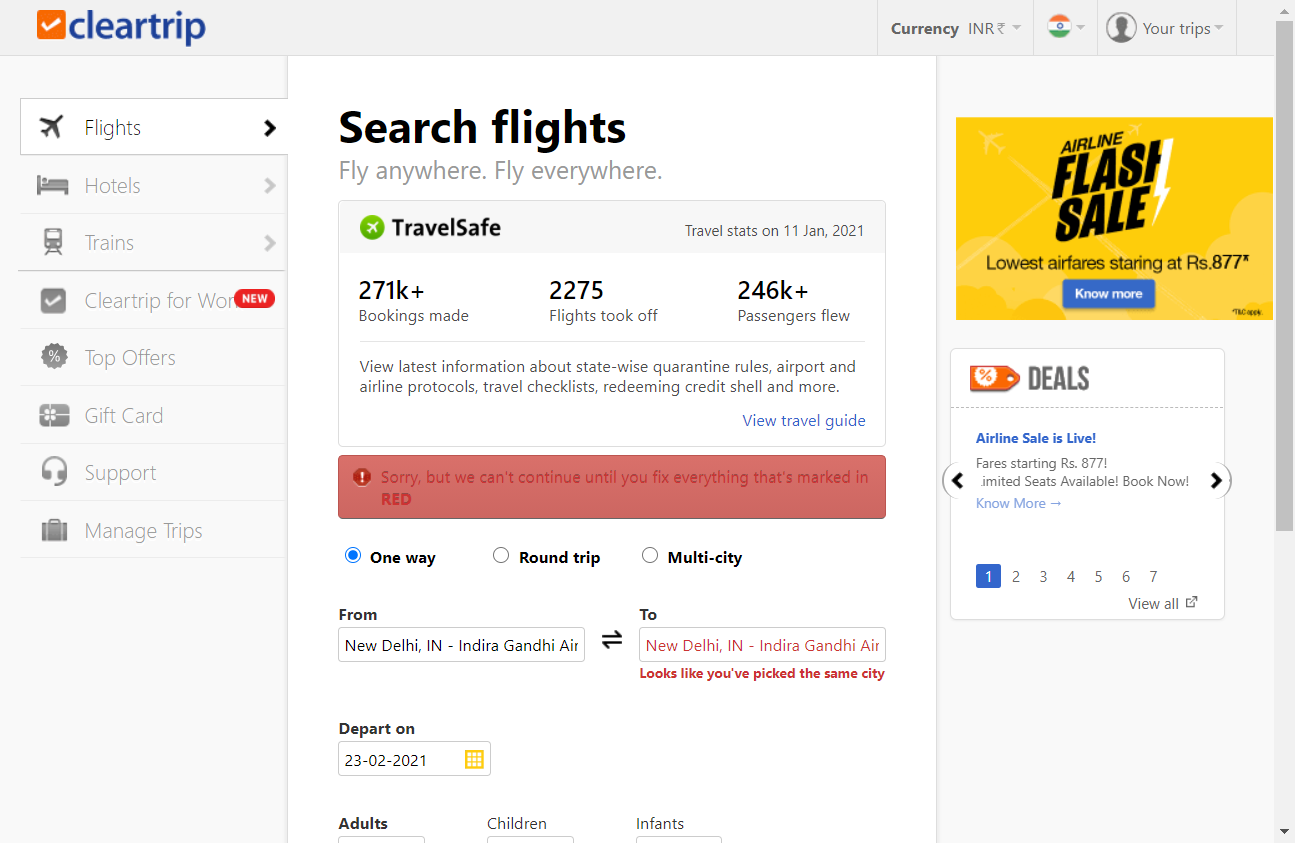 cleartrip
Currency INR ₹
Your trips
Flights
Hotels
Trains
Cleartrip for Wor NEW
Top Offers
Gift Card
Support
Manage Trips
Search flights
Fly anywhere. Fly everywhere.
TravelSafe
Travel stats on 11 Jan, 2021
271k+ 2275 246k+
Bookings made Flights took off Passengers flew
View latest information about state-wise quarantine rules, airport and
airline protocols, travel checklists, redeeming credit shell and more.
View travel guide
Sorry, but we can't continue until you fix everything that's marked in
RED
One way Round trip Multi-city
From To
New Delhi, IN - Indira Gandhi Air New Delhi, IN - Indira Gandhi Air
Looks like you've picked the same city
Depart on
23-02-2021
Adults Children Infants
AIRLINE
FLASH
SALE
Lowest airfares staring at Rs.877*
Know more
*T&C apply.
% DEALS
Airline Sale is Live!
Fares starting Rs. 877!
imited Seats Available! Book Now!
Know More →
1 2 3 4 5 6 7
View all